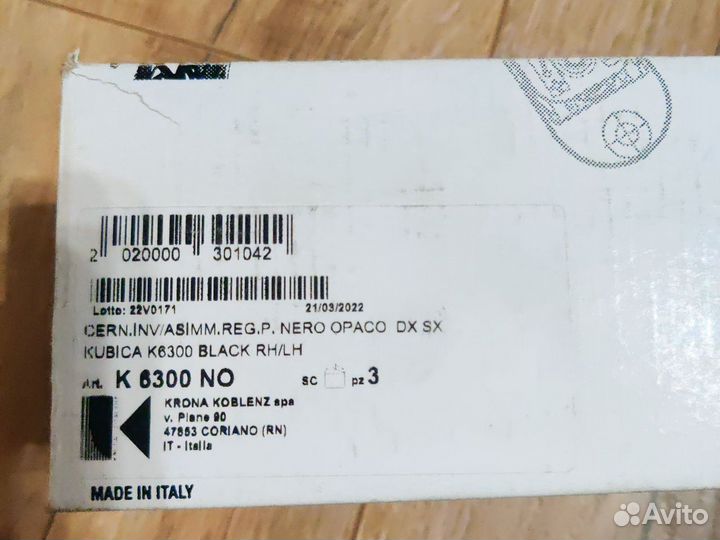 2 020000 301042
Lotto: 22V0171 21/03/2022
CERN.INV/ASIMM.REG.P. NERO OPACO DX SX
KUBICA K6300 BLACK RH/LH
Art. K 6300 NO SC pz 3
KRONA KOBLENZ spa
v. Piane 90
47853 CORIANO (RN)
IT - Italia
MADE IN ITALY
Avito